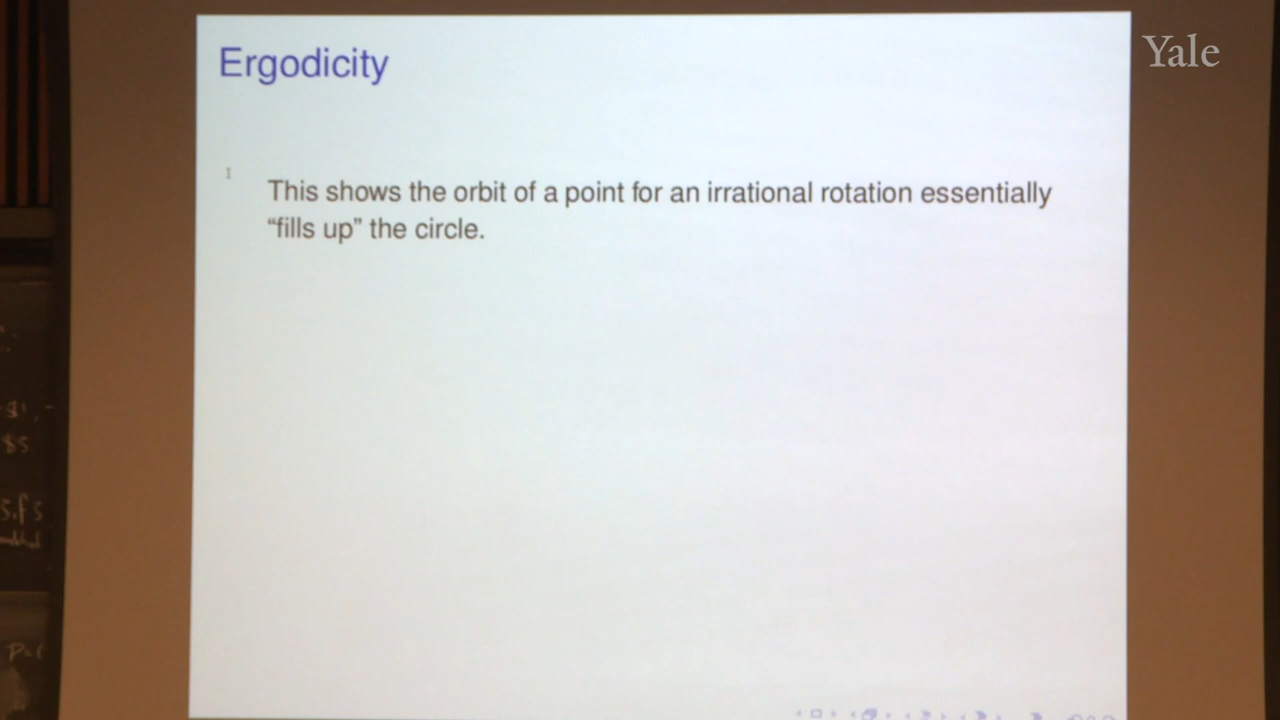 Yale
Ergodicity
This shows the orbit of a point for an irrational rotation essentially
“fills up” the circle.